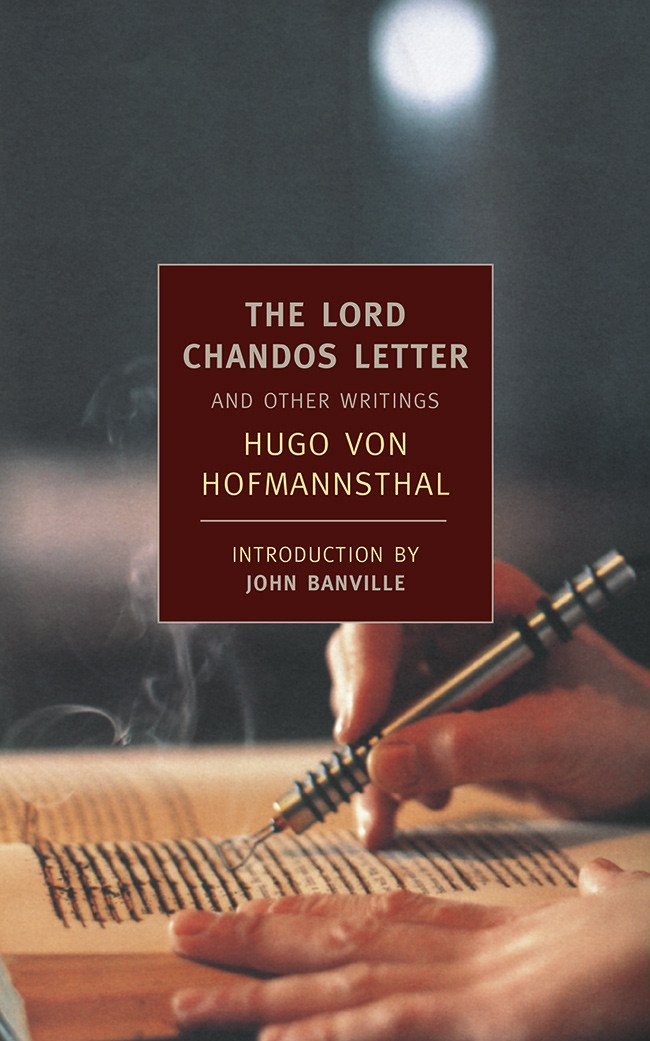 THE LORD
CHANDOS LETTER
AND OTHER WRITINGS
HUGO VON
HOFMANNSTHAL
INTRODUCTION BY
JOHN BANVILLE